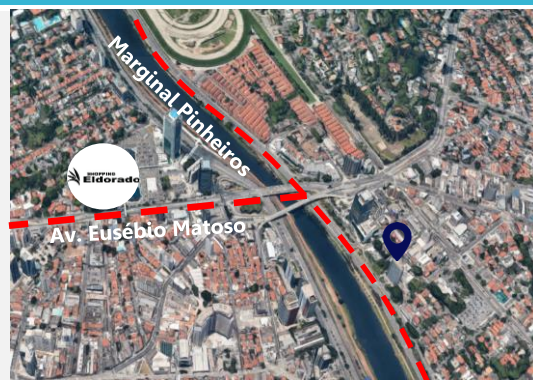 Marginal Pinheiros
SHOPPING
Eldorado
Av. Eusébio Matoso